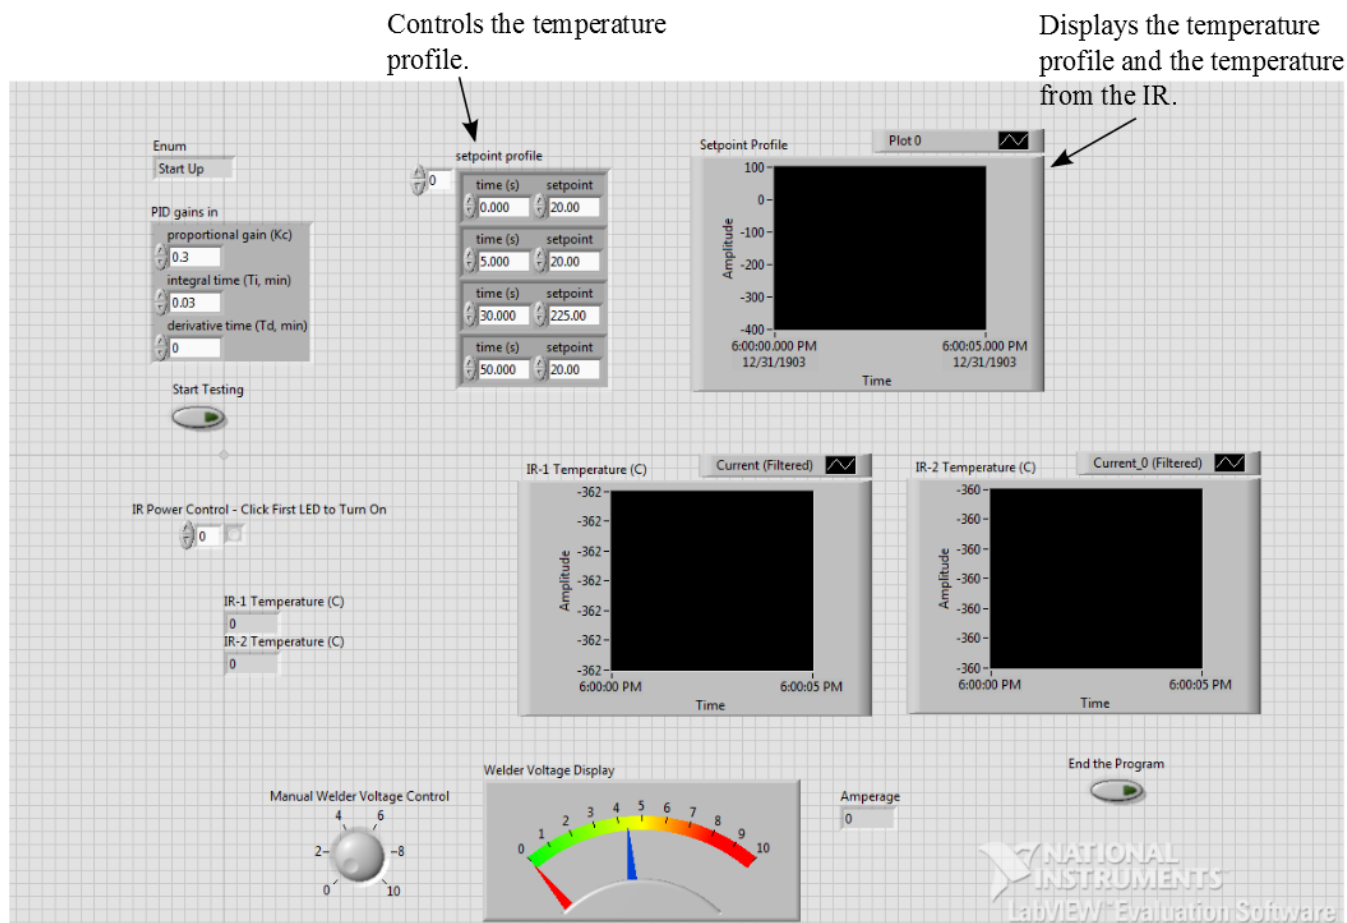 Controls the temperature
profile.
Displays the temperature
profile and the temperature
from the IR.
Enum
Start Up
PID gains in
proportional gain (Kc)
0.3
integral time (Ti, min)
0.03
derivative time (Td, min)
0
Start Testing
setpoint profile
0
time (s) setpoint
0.000 20.00
time (s) setpoint
5.000 20.00
time (s) setpoint
30.000 225.00
time (s) setpoint
50.000 20.00
Setpoint Profile
Plot 0
Amplitude
100
0
-100
-200
-300
-400
6:00:00.000 PM
12/31/1903
6:00:05.000 PM
12/31/1903
Time
IR Power Control - Click First LED to Turn On
0
IR-1 Temperature (C)
0
IR-2 Temperature (C)
0
IR-1 Temperature (C)
Current (Filtered)
Amplitude
-362
-362
-362
-362
-362
-362
-362
6:00:00 PM 6:00:05 PM
Time
IR-2 Temperature (C)
Current_0 (Filtered)
Amplitude
-360
-360
-360
-360
-360
-360
-360
6:00:00 PM 6:00:05 PM
Time
Manual Welder Voltage Control
0 2 4 6 8 10
Welder Voltage Display
0 1 2 3 4 5 6 7 8 9 10
Amperage
0
End the Program
NATIONAL
INSTRUMENTS
LabVIEW™ Evaluation Software